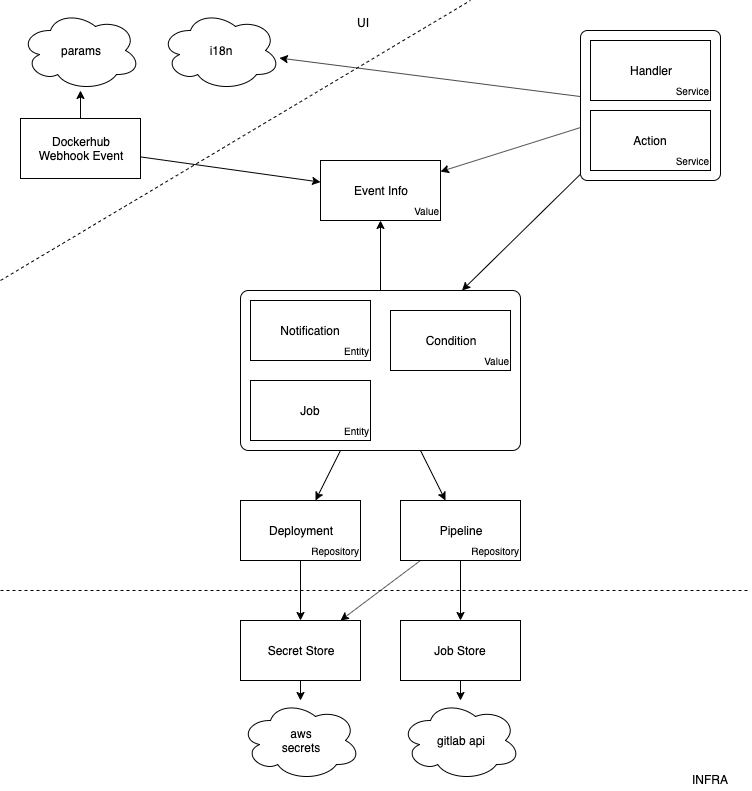 UI
params
i18n
Handler
Service
Action
Service
Dockerhub
Webhook Event
Event Info
Value
Notification
Entity
Condition
Value
Job
Entity
Deployment
Repository
Pipeline
Repository
Secret Store
Job Store
aws
secrets
gitlab api
INFRA